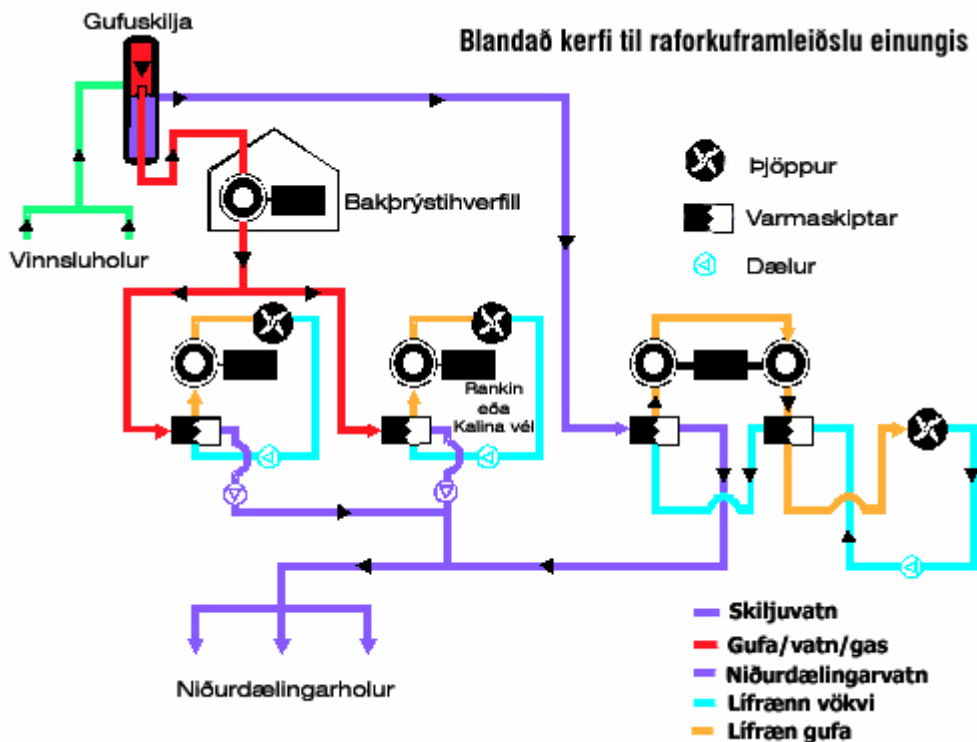 Gufuskilja
Blandað kerfi til raforkuframleiðslu einungis
Bakþrýstihverfill
Vinnsluholur
Þjöppur
Varmaskiptar
Dælur
Rankin
eða
Kalina vél
Niðurdælingarholur
Skiljuvatn
Gufa/vatn/gas
Niðurdælingarvatn
Lífrænn vökvi
Lífræn gufa